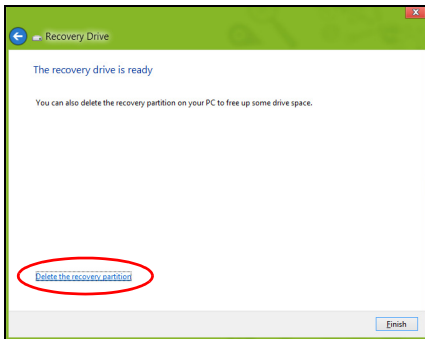 Recovery Drive
The recovery drive is ready
You can also delete the recovery partition on your PC to free up some drive space.
Delete the recovery partition
Finish